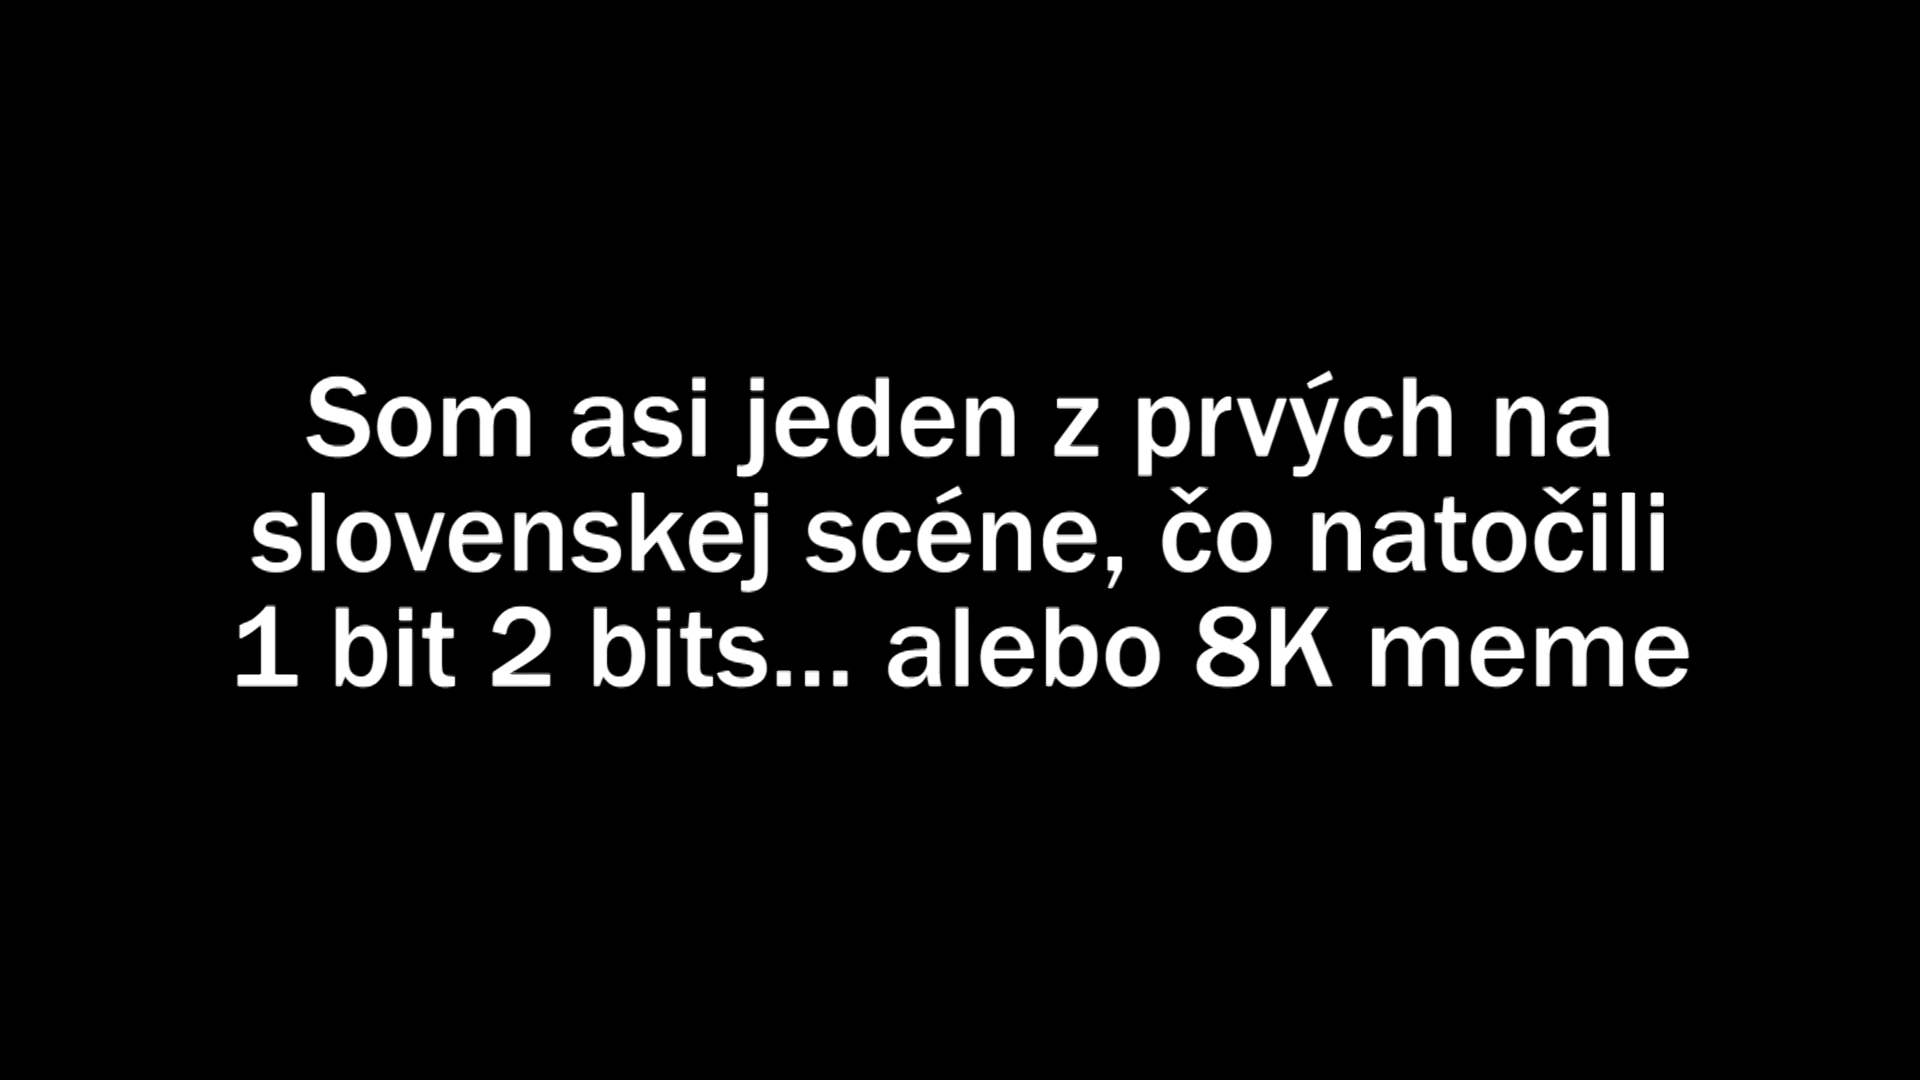 Som asi jeden z prvých na
slovenskej scéne, čo natočili
1 bit 2 bits... alebo 8K meme